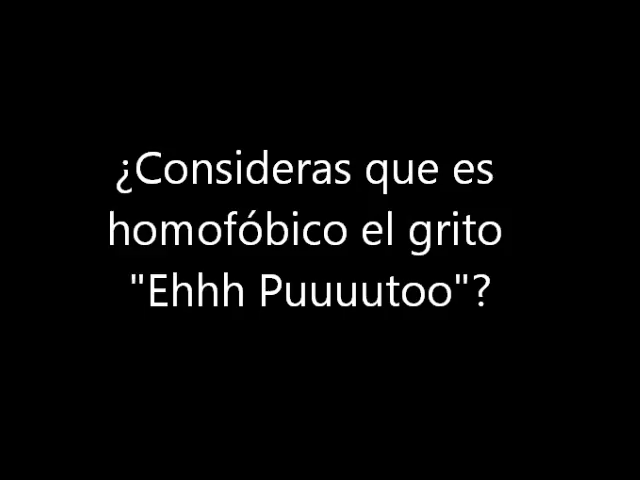 ¿Consideras que es
homofóbico el grito
"Ehhh Puuuutoo"?